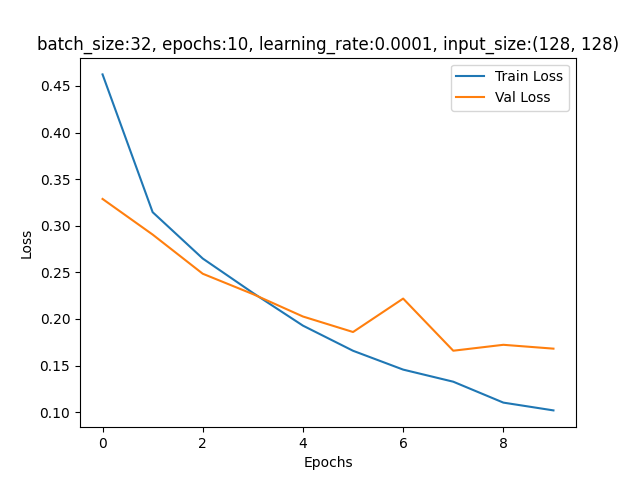 batch_size:32, epochs:10, learning_rate:0.0001, input_size:(128, 128)
Train Loss
Val Loss
0.45
0.40
0.35
0.30
0.25
0.20
0.15
0.10
Loss
0 2 4 6 8
Epochs